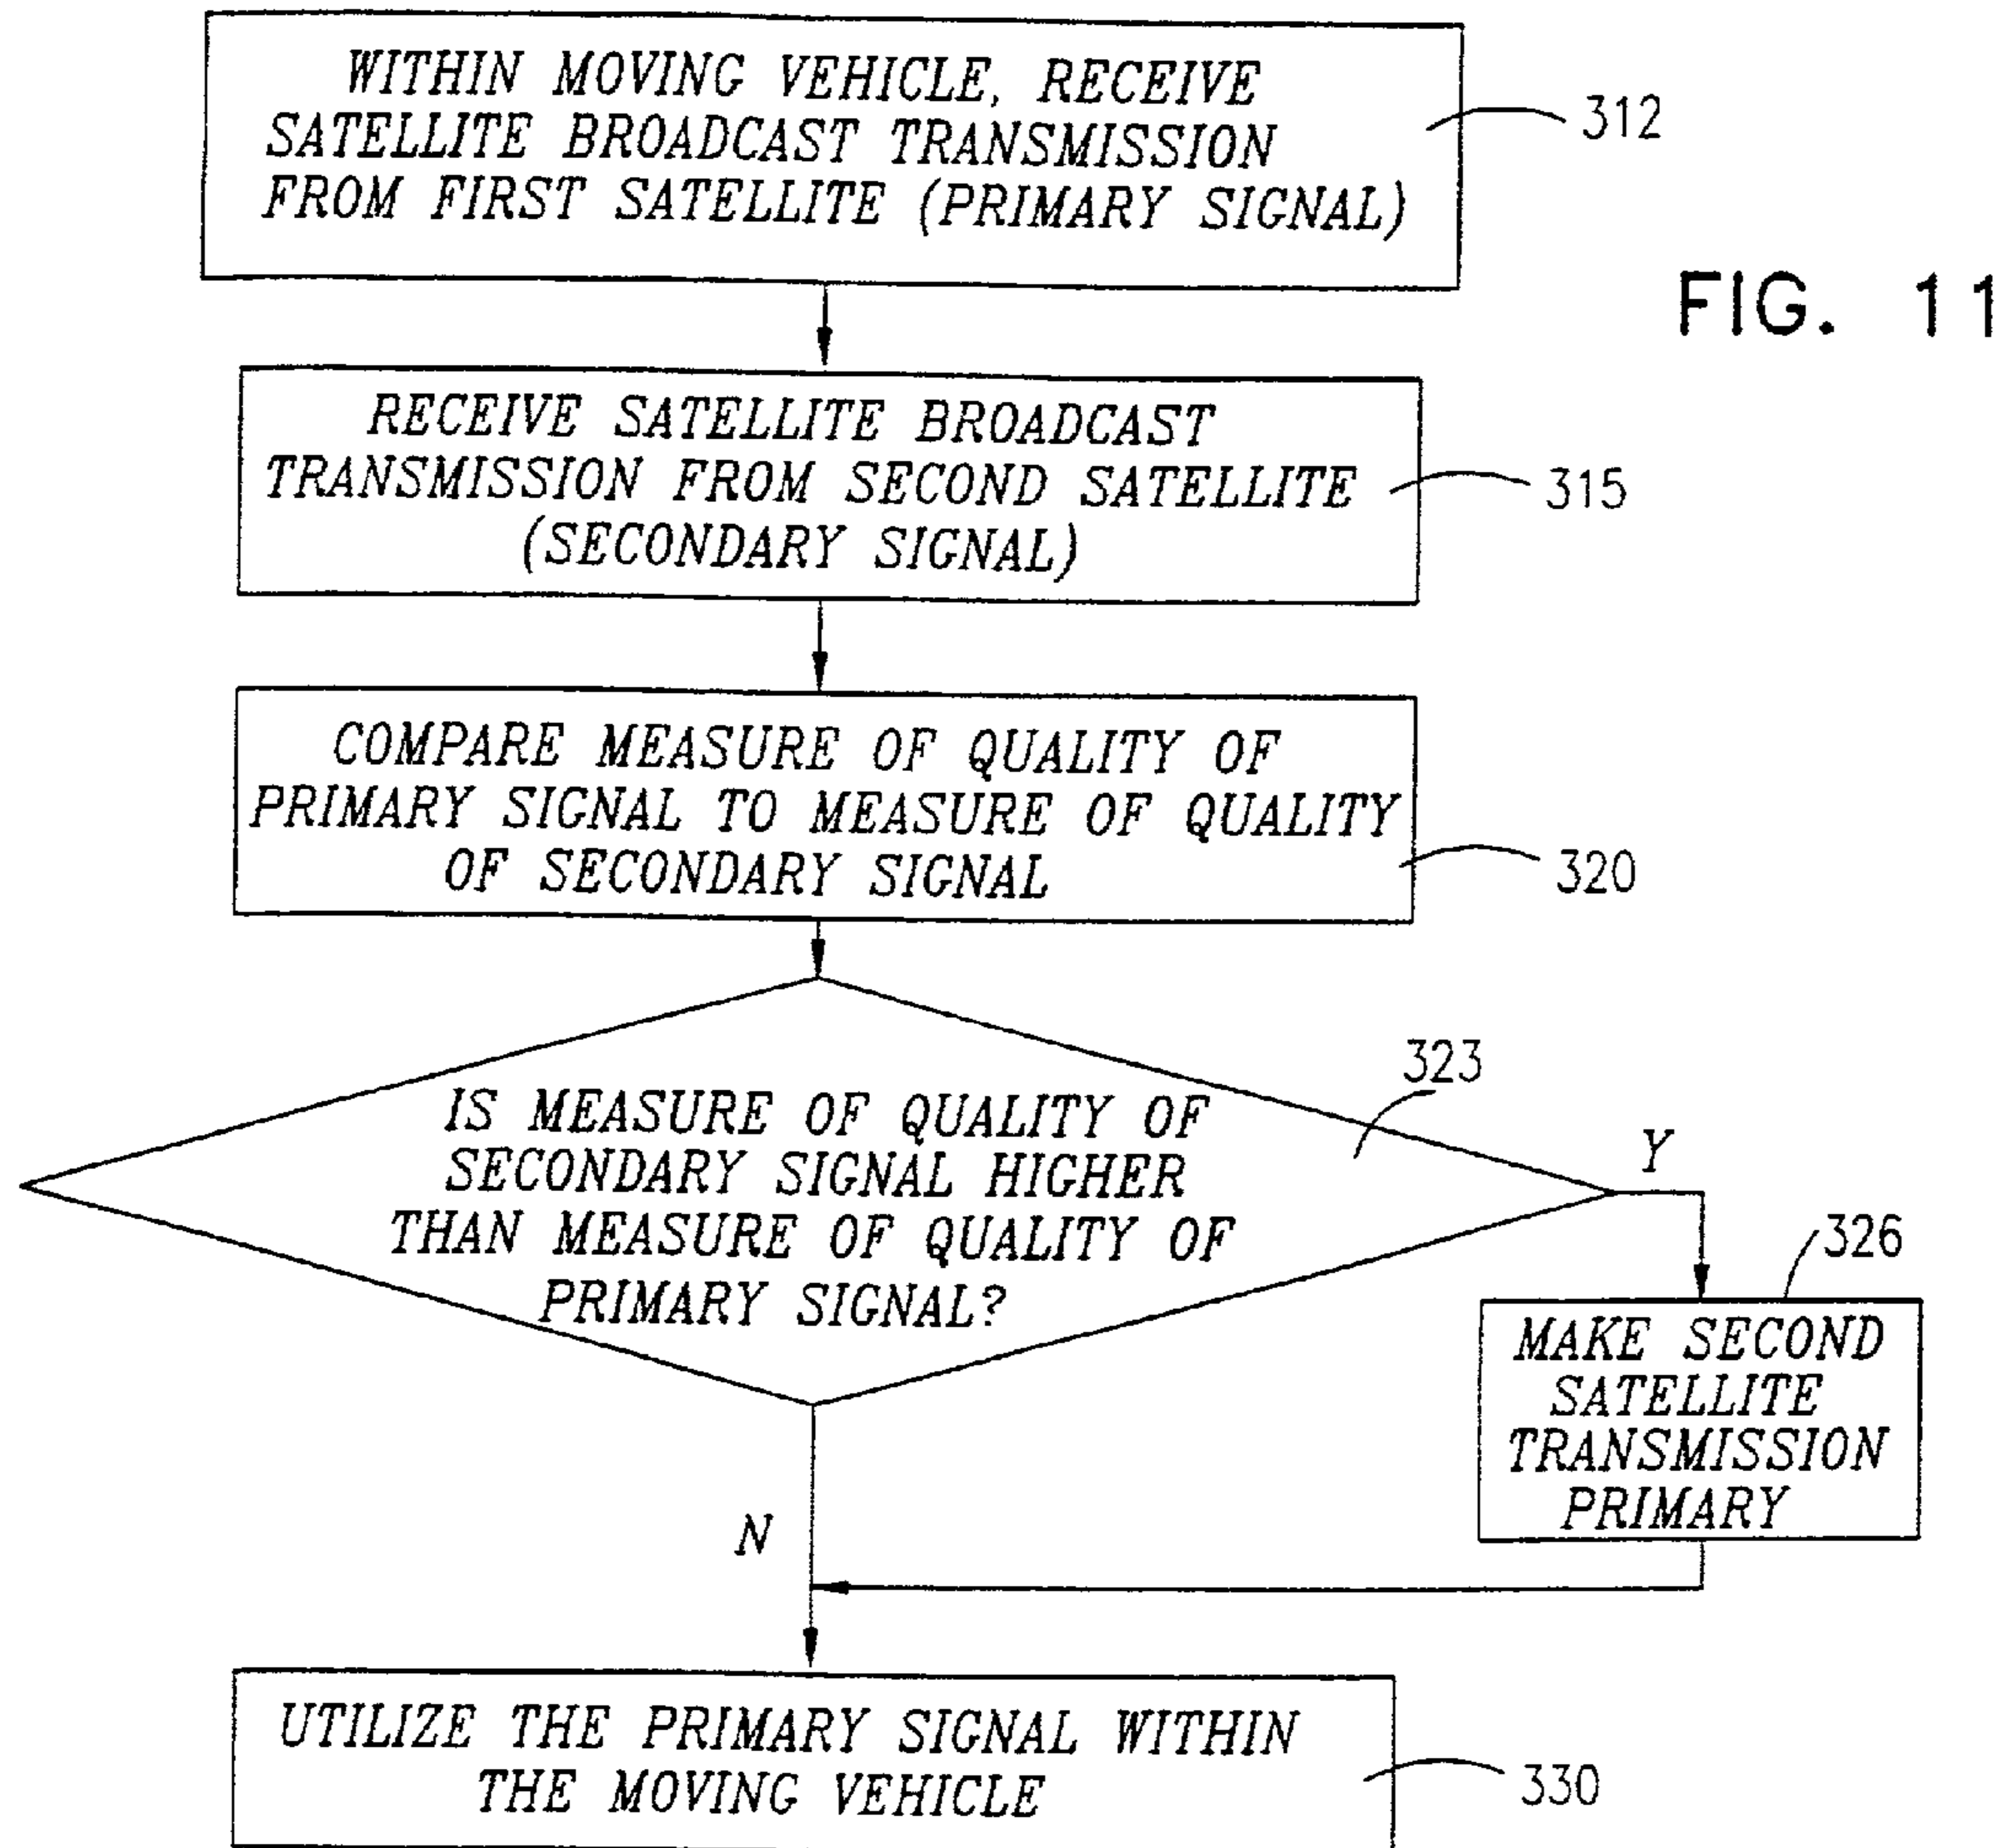 WITHIN MOVING VEHICLE, RECEIVE
SATELLITE BROADCAST TRANSMISSION
FROM FIRST SATELLITE (PRIMARY SIGNAL)
312
FIG. 11
RECEIVE SATELLITE BROADCAST
TRANSMISSION FROM SECOND SATELLITE
(SECONDARY SIGNAL)
315
COMPARE MEASURE OF QUALITY OF
PRIMARY SIGNAL TO MEASURE OF QUALITY
OF SECONDARY SIGNAL
320
IS MEASURE OF QUALITY OF
SECONDARY SIGNAL HIGHER
THAN MEASURE OF QUALITY OF
PRIMARY SIGNAL?
323
Y
326
MAKE SECOND
SATELLITE
TRANSMISSION
PRIMARY
N
UTILIZE THE PRIMARY SIGNAL WITHIN
THE MOVING VEHICLE
330